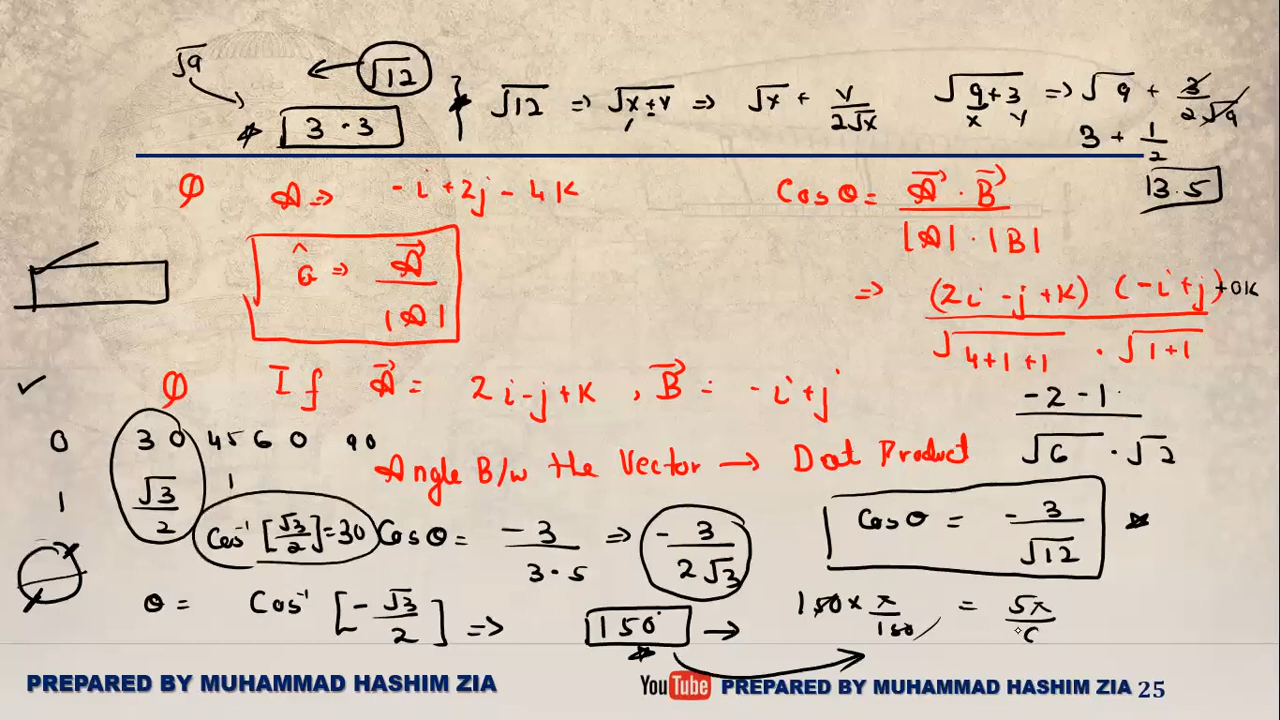 √9
√12
3 · 3
√12 ⇒ √x+y ⇒ √x + y/2√x
√9+3 ⇒ √9 + 3/2√9
x y
3 + 1/2
3.5
Q A ⇒ -i + 2j - 4k
â ⇒ A/|A|
Cos θ = A · B / |A| · |B|
⇒ (2i - j + k) (-i + j) + 0k / √4+1+1 · √1+1
Q If A = 2i - j + k , B = -i + j
-2 - 1 / √6 · √2
0 30 45 60 90
1 √3/2 1
Angle B/w the Vector → Dot Product
Cos⁻¹ [√3/2] = 30
Cos θ = -3/3·5 ⇒ -3/2√3
Cos θ = -3/√12
θ = Cos⁻¹ [-√3/2] ⇒ 150° →
150 × π/180 = 5π/6
PREPARED BY MUHAMMAD HASHIM ZIA
YouTube PREPARED BY MUHAMMAD HASHIM ZIA 25